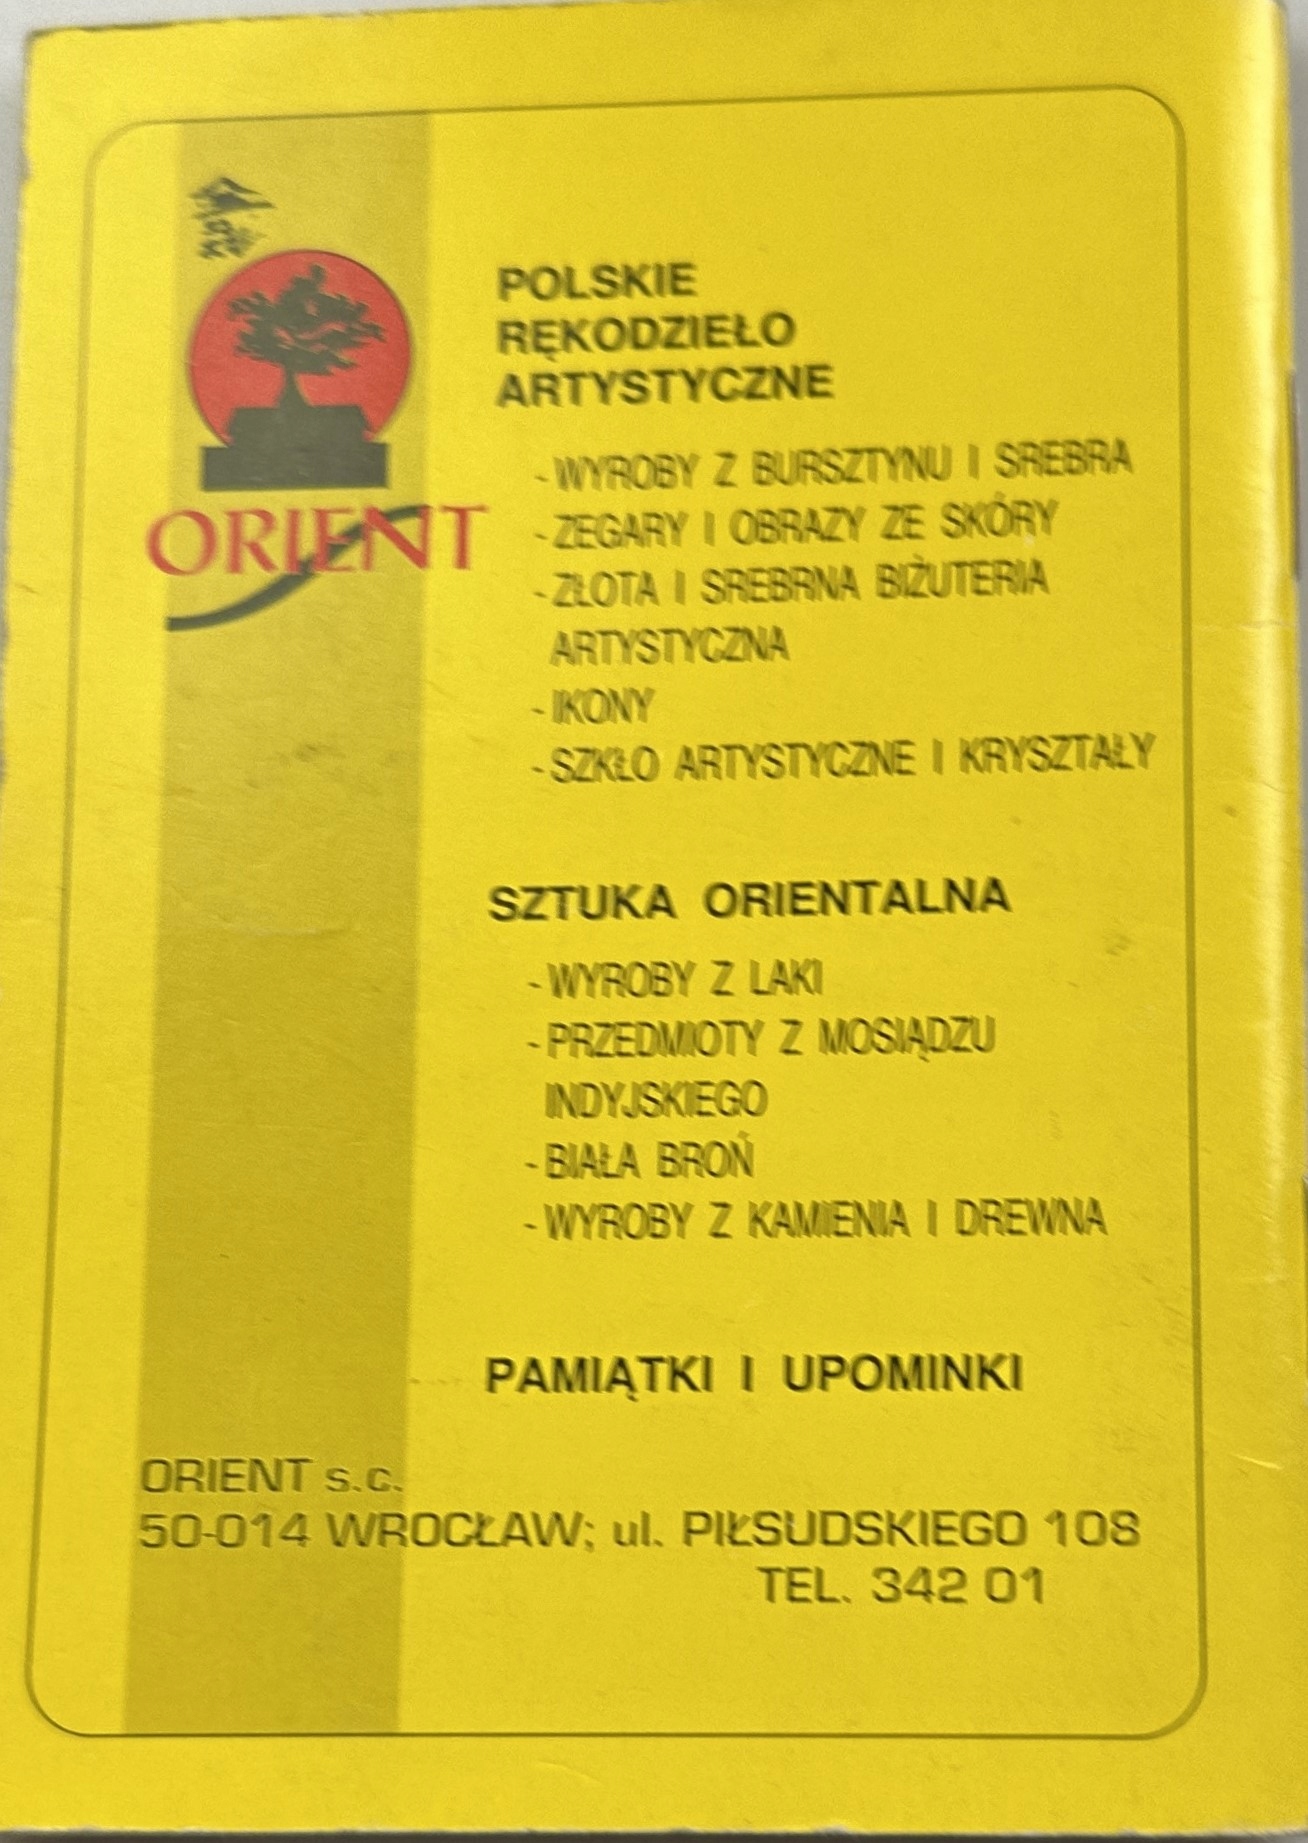 ORIENT
POLSKIE
RĘKODZIEŁO
ARTYSTYCZNE
- WYROBY Z BURSZTYNU I SREBRA
- ZEGARY I OBRAZY ZE SKÓRY
- ZŁOTA I SREBRNA BIŻUTERIA
ARTYSTYCZNA
- IKONY
- SZKŁO ARTYSTYCZNE I KRYSZTAŁY
SZTUKA ORIENTALNA
- WYROBY Z LAKI
- PRZEDMIOTY Z MOSIĄDZU
INDYJSKIEGO
- BIAŁA BROŃ
- WYROBY Z KAMIENIA I DREWNA
PAMIĄTKI I UPOMINKI
ORIENT s.c.
50-014 WROCŁAW; ul. PIŁSUDSKIEGO 108
TEL. 342 01